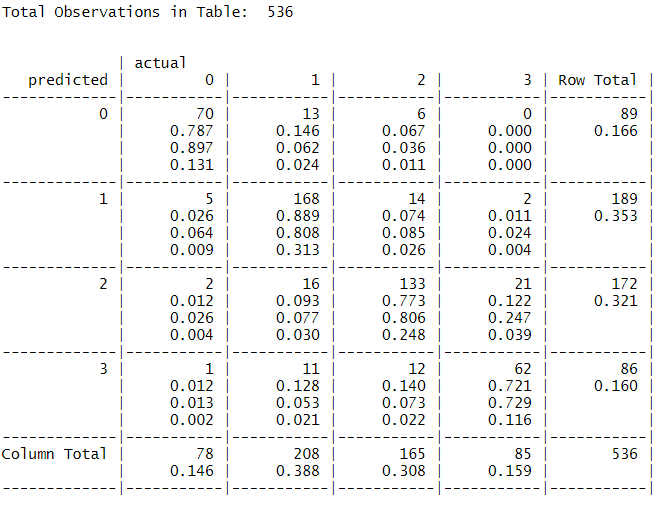 Total Observations in Table:  536
             | actual
   predicted |         0 |         1 |         2 |         3 | Row Total |
-------------|-----------|-----------|-----------|-----------|-----------|
           0 |        70 |        13 |         6 |         0 |        89 |
             |     0.787 |     0.146 |     0.067 |     0.000 |     0.166 |
             |     0.897 |     0.062 |     0.036 |     0.000 |           |
             |     0.131 |     0.024 |     0.011 |     0.000 |           |
-------------|-----------|-----------|-----------|-----------|-----------|
           1 |         5 |       168 |        14 |         2 |       189 |
             |     0.026 |     0.889 |     0.074 |     0.011 |     0.353 |
             |     0.064 |     0.808 |     0.085 |     0.024 |           |
             |     0.009 |     0.313 |     0.026 |     0.004 |           |
-------------|-----------|-----------|-----------|-----------|-----------|
           2 |         2 |        16 |       133 |        21 |       172 |
             |     0.012 |     0.093 |     0.773 |     0.122 |     0.321 |
             |     0.026 |     0.077 |     0.806 |     0.247 |           |
             |     0.004 |     0.030 |     0.248 |     0.039 |           |
-------------|-----------|-----------|-----------|-----------|-----------|
           3 |         1 |        11 |        12 |        62 |        86 |
             |     0.012 |     0.128 |     0.140 |     0.721 |     0.160 |
             |     0.013 |     0.053 |     0.073 |     0.729 |           |
             |     0.002 |     0.021 |     0.022 |     0.116 |           |
-------------|-----------|-----------|-----------|-----------|-----------|
Column Total |        78 |       208 |       165 |        85 |       536 |
             |     0.146 |     0.388 |     0.308 |     0.159 |           |
-------------|-----------|-----------|-----------|-----------|-----------|